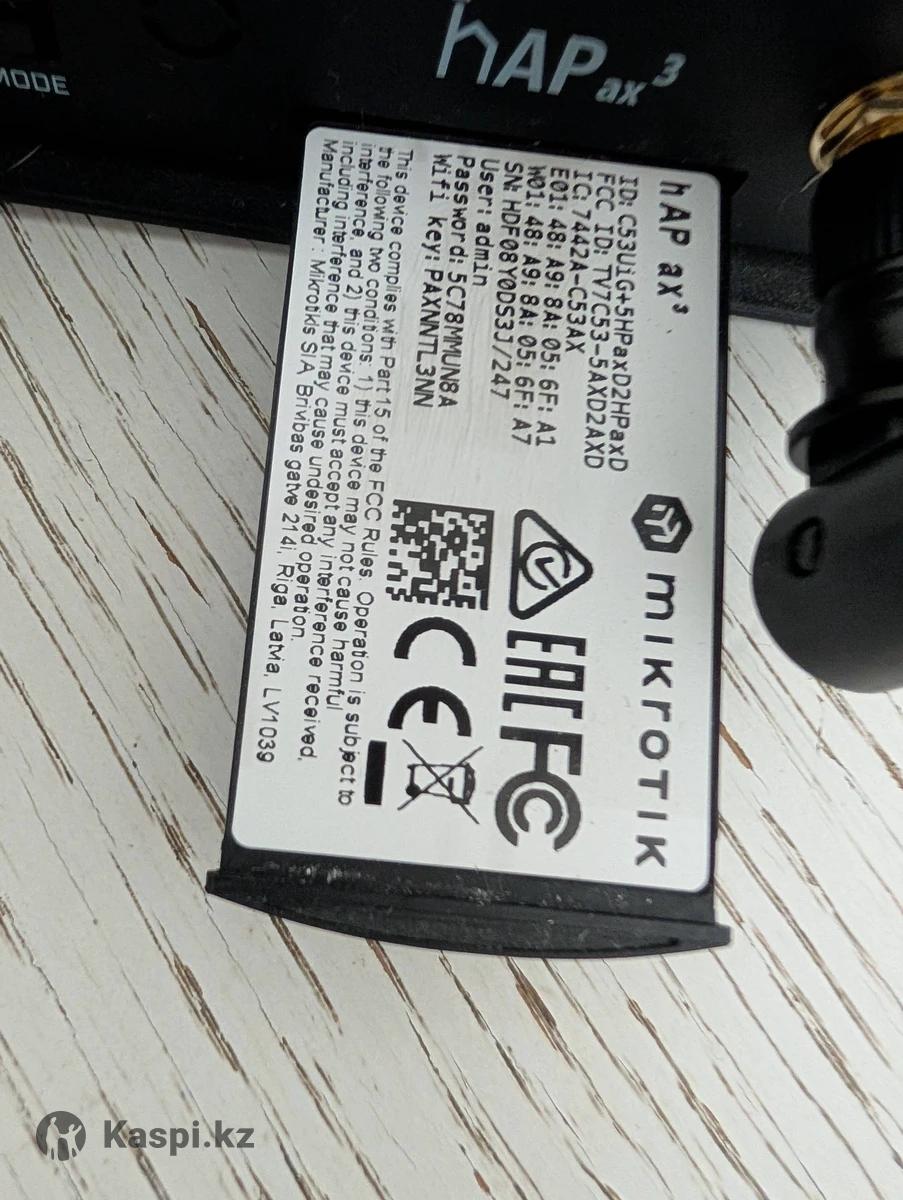 MODE
hAP ax³
hAP ax³
MIKROTIK
ID: C53UiG+5HPaxD2HPaxD
FCC ID: TV7C53-5AXD2AXD
IC: 7442A-C53AX
E01: 48: A9: 8A: 05: 6F: A1
W01: 48: A9: 8A: 05: 6F: A7
SN: HDF08Y0DS3J/247
User: admin
Password: 5C78MMUN8A
Wifi key: PAXNNTL3NN
EAC FC
CE
This device complies with Part 15 of the FCC Rules. Operation is subject to
the following two conditions: 1) this device may not cause harmful
interference, and 2) this device must accept any interference received,
including interference that may cause undesired operation.
Manufacturer: Mikrotikls SIA, Brivibas gatve 214i, Riga, Latvia, LV1039
Kaspi.kz